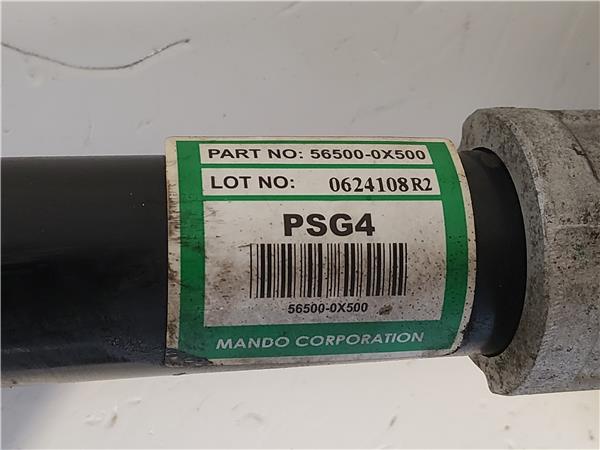 PART NO: 56500-0X500
LOT NO: 0624108R2
PSG4
56500-0X500
MANDO CORPORATION